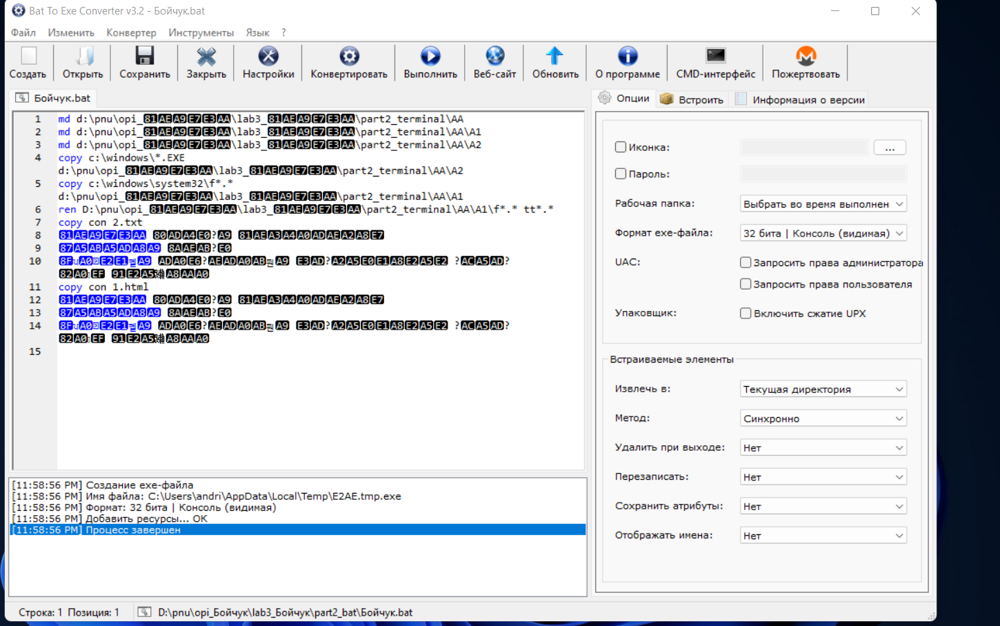 Bat To Exe Converter v3.2 - Бойчук.bat
Файл Изменить Конвертер Инструменты Язык ?
Создать Открыть Сохранить Закрыть Настройки Конвертировать Выполнить Веб-сайт Обновить О программе CMD-интерфейс Пожертвовать
Бойчук.bat
1 md d:\pnu\opi_81AEA9E7E3AA\lab3_81AEA9E7E3AA\part2_terminal\AA
2 md d:\pnu\opi_81AEA9E7E3AA\lab3_81AEA9E7E3AA\part2_terminal\AA\A1
3 md d:\pnu\opi_81AEA9E7E3AA\lab3_81AEA9E7E3AA\part2_terminal\AA\A2
4 copy c:\windows\*.EXE
d:\pnu\opi_81AEA9E7E3AA\lab3_81AEA9E7E3AA\part2_terminal\AA\A2
5 copy c:\windows\system32\f*.*
d:\pnu\opi_81AEA9E7E3AA\lab3_81AEA9E7E3AA\part2_terminal\AA\A1
6 ren D:\pnu\opi_81AEA9E7E3AA\lab3_81AEA9E7E3AA\part2_terminal\AA\A1\f*.* tt*.*
7 copy con 2.txt
8 81AEA9E7E3AA 80ADA4E0?A9 81AEA3A4A0ADAEA2A8E7
9 87A5ABA5ADA8A9 8AAEAB?E0
10 8F A0 E2E1 A9 ADA0E6?AEADA0AB A9 E3AD?A2A5E0E1A8E2A5E2 ?ACA5AD?
82A0 EF 91E2A5 A8AAA0
11 copy con 1.html
12 81AEA9E7E3AA 80ADA4E0?A9 81AEA3A4A0ADAEA2A8E7
13 87A5ABA5ADA8A9 8AAEAB?E0
14 8F A0 E2E1 A9 ADA0E6?AEADA0AB A9 E3AD?A2A5E0E1A8E2A5E2 ?ACA5AD?
82A0 EF 91E2A5 A8AAA0
15
[11:58:56 PM] Создание exe-файла
[11:58:56 PM] Имя файла: C:\Users\andri\AppData\Local\Temp\E2AE.tmp.exe
[11:58:56 PM] Формат: 32 бита | Консоль (видимая)
[11:58:56 PM] Добавить ресурсы... OK
[11:58:56 PM] Процесс завершен
Опции Встроить Информация о версии
Иконка: ...
Пароль:
Рабочая папка: Выбрать во время выполнен
Формат exe-файла: 32 бита | Консоль (видимая)
UAC: Запросить права администратора
Запросить права пользователя
Упаковщик: Включить сжатие UPX
Встраиваемые элементы
Извлечь в: Текущая директория
Метод: Синхронно
Удалить при выходе: Нет
Перезаписать: Нет
Сохранить атрибуты: Нет
Отображать имена: Нет
Строка: 1 Позиция: 1 D:\pnu\opi_Бойчук\lab3_Бойчук\part2_bat\Бойчук.bat